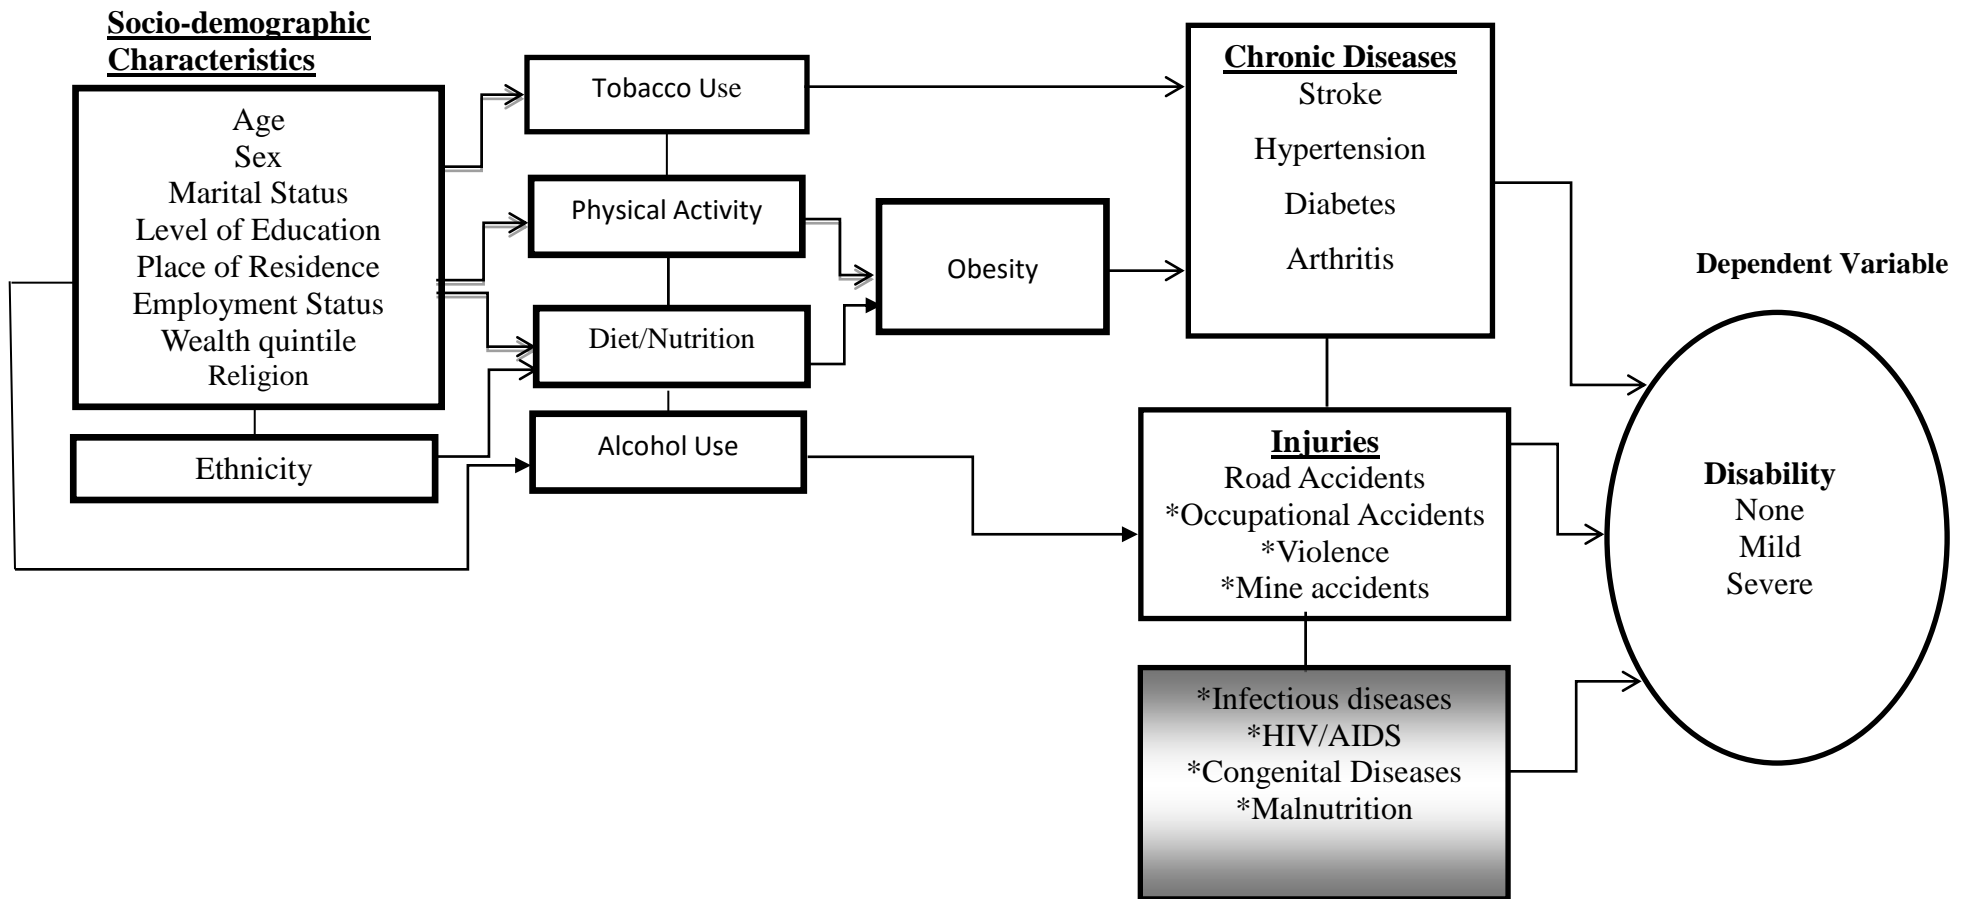 Socio-demographic
Characteristics
Age
Sex
Marital Status
Level of Education
Place of Residence
Employment Status
Wealth quintile
Religion
Ethnicity
Tobacco Use
Physical Activity
Diet/Nutrition
Alcohol Use
Obesity
Chronic Diseases
Stroke
Hypertension
Diabetes
Arthritis
Injuries
Road Accidents
*Occupational Accidents
*Violence
*Mine accidents
*Infectious diseases
*HIV/AIDS
*Congenital Diseases
*Malnutrition
Dependent Variable
Disability
None
Mild
Severe